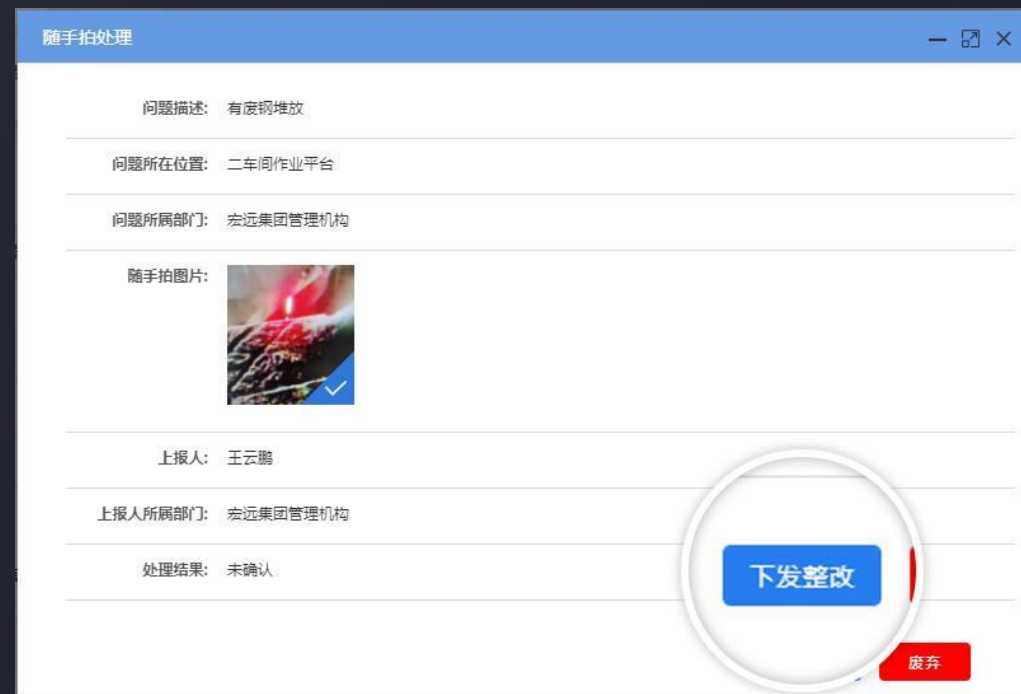 随手拍处理
问题描述: 有废钢堆放
问题所在位置: 二车间作业平台
问题所属部门: 宏远集团管理机构
随手拍图片:
上报人: 王云鹏
上报人所属部门: 宏远集团管理机构
处理结果: 未确认
下发整改
废弃